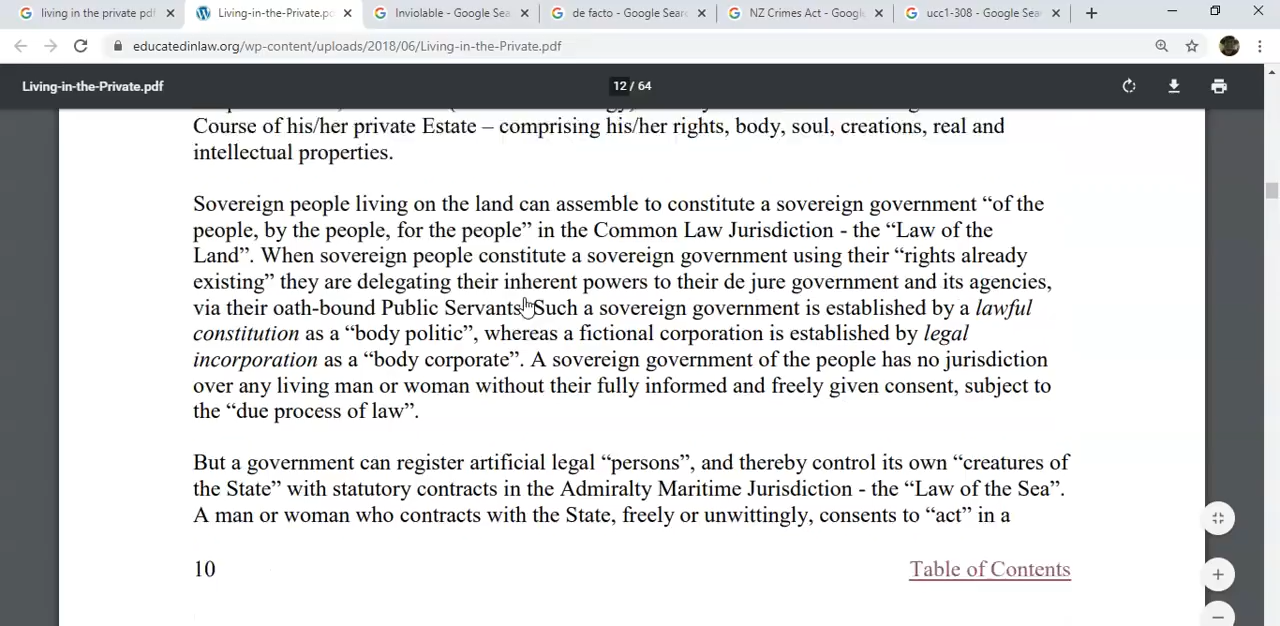 living in the private pdf
Living-in-the-Private.pd
Inviolable - Google Sea
de facto - Google Sear
NZ Crimes Act - Googl
ucc1-308 - Google Sea
educatedinlaw.org/wp-content/uploads/2018/06/Living-in-the-Private.pdf
Living-in-the-Private.pdf
12 / 64
Course of his/her private Estate – comprising his/her rights, body, soul, creations, real and
intellectual properties.
Sovereign people living on the land can assemble to constitute a sovereign government “of the
people, by the people, for the people” in the Common Law Jurisdiction - the “Law of the
Land”. When sovereign people constitute a sovereign government using their “rights already
existing” they are delegating their inherent powers to their de jure government and its agencies,
via their oath-bound Public Servants. Such a sovereign government is established by a lawful
constitution as a “body politic”, whereas a fictional corporation is established by legal
incorporation as a “body corporate”. A sovereign government of the people has no jurisdiction
over any living man or woman without their fully informed and freely given consent, subject to
the “due process of law”.
But a government can register artificial legal “persons”, and thereby control its own “creatures of
the State” with statutory contracts in the Admiralty Maritime Jurisdiction - the “Law of the Sea”.
A man or woman who contracts with the State, freely or unwittingly, consents to “act” in a
10
Table of Contents